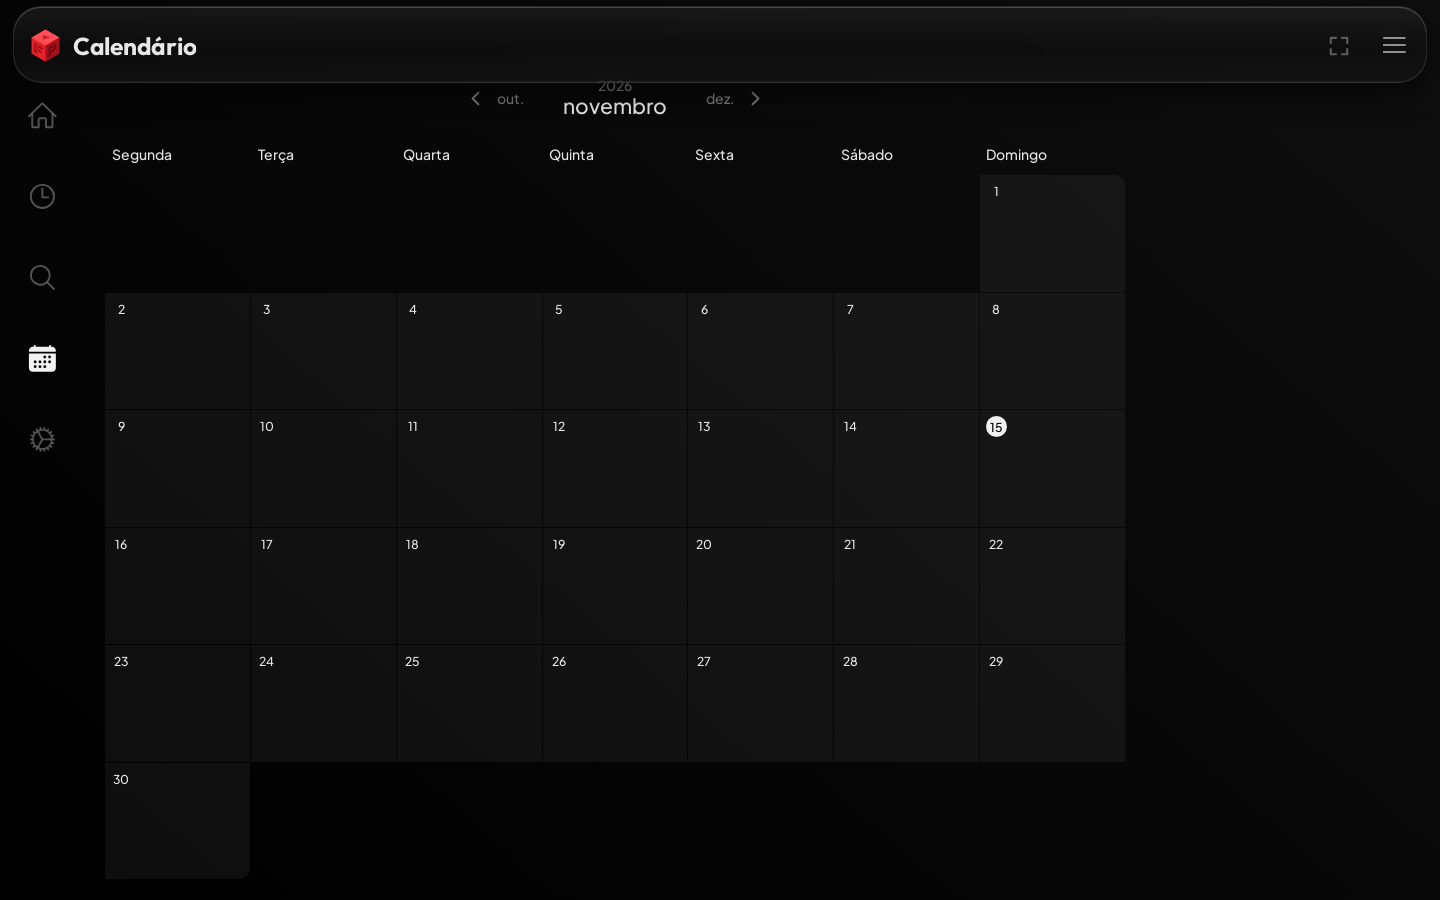 Calendário
2026
out. novembro dez.
Segunda Terça Quarta Quinta Sexta Sábado Domingo
1
2 3 4 5 6 7 8
9 10 11 12 13 14 15
16 17 18 19 20 21 22
23 24 25 26 27 28 29
30